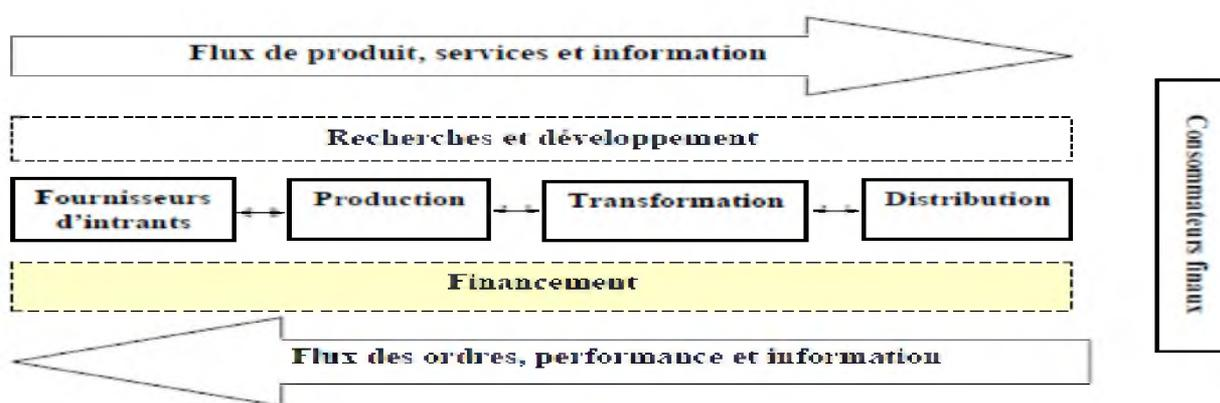 Flux de produit, services et information
Recherches et développement
Fournisseurs
d'intrants
Production
Transformation
Distribution
Financement
Flux des ordres, performance et information
Consommateurs finaux